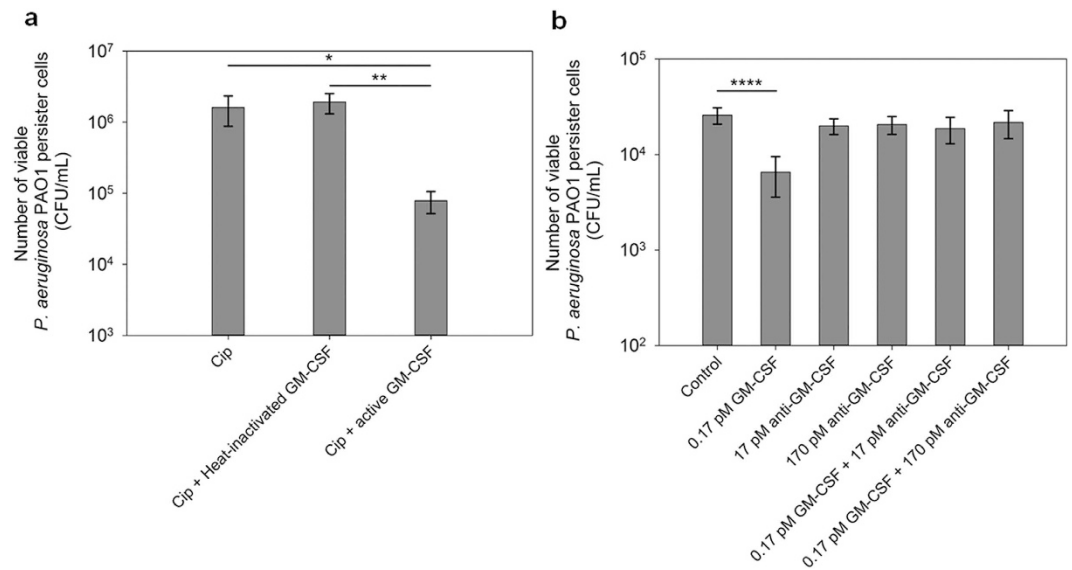 a
Number of viable
P. aeruginosa PAO1 persister cells
(CFU/mL)
10⁷
10⁶
10⁵
10⁴
10³
*
**
Cip
Cip + Heat-inactivated GM-CSF
Cip + active GM-CSF
b
Number of viable
P. aeruginosa PAO1 persister cells
(CFU/mL)
10⁵
10⁴
10³
10²
****
Control
0.17 pM GM-CSF
17 pM anti-GM-CSF
170 pM anti-GM-CSF
0.17 pM GM-CSF + 17 pM anti-GM-CSF
0.17 pM GM-CSF + 170 pM anti-GM-CSF